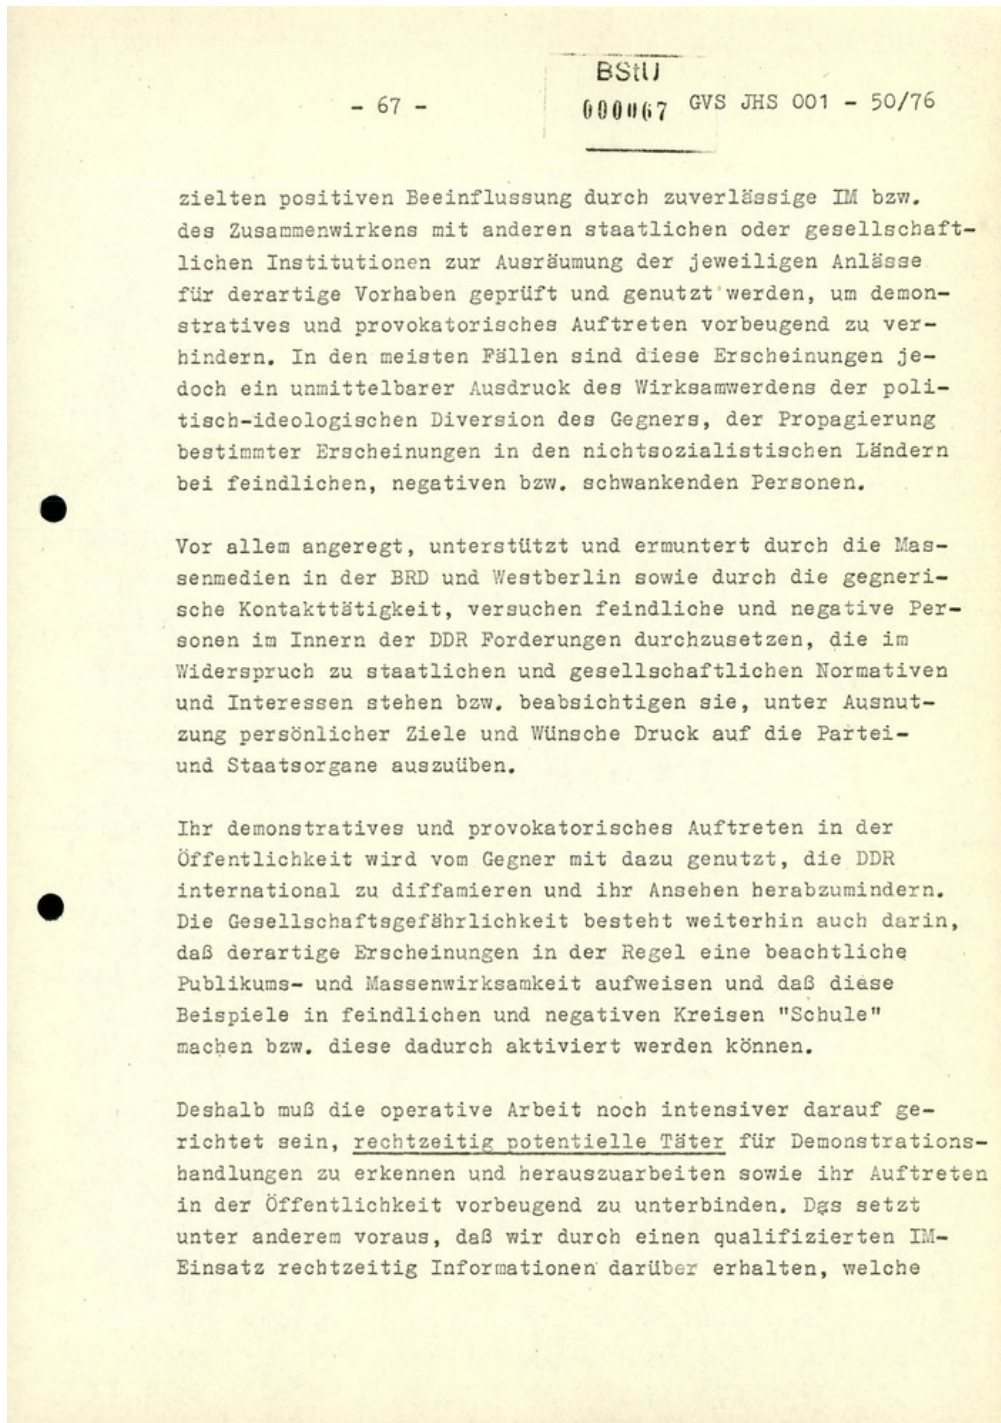 BStU
- 67 -
000067 GVS JHS 001 - 50/76
zielten positiven Beeinflussung durch zuverlässige IM bzw.
des Zusammenwirkens mit anderen staatlichen oder gesellschaft-
lichen Institutionen zur Ausräumung der jeweiligen Anlässe
für derartige Vorhaben geprüft und genutzt werden, um demon-
stratives und provokatorisches Auftreten vorbeugend zu ver-
hindern. In den meisten Fällen sind diese Erscheinungen je-
doch ein unmittelbarer Ausdruck des Wirksamwerdens der poli-
tisch-ideologischen Diversion des Gegners, der Propagierung
bestimmter Erscheinungen in den nichtsozialistischen Ländern
bei feindlichen, negativen bzw. schwankenden Personen.
Vor allem angeregt, unterstützt und ermuntert durch die Mas-
senmedien in der BRD und Westberlin sowie durch die gegneri-
sche Kontakttätigkeit, versuchen feindliche und negative Per-
sonen im Innern der DDR Forderungen durchzusetzen, die im
Widerspruch zu staatlichen und gesellschaftlichen Normativen
und Interessen stehen bzw. beabsichtigen sie, unter Ausnut-
zung persönlicher Ziele und Wünsche Druck auf die Partei-
und Staatsorgane auszuüben.
Ihr demonstratives und provokatorisches Auftreten in der
Öffentlichkeit wird vom Gegner mit dazu genutzt, die DDR
international zu diffamieren und ihr Ansehen herabzumindern.
Die Gesellschaftsgefährlichkeit besteht weiterhin auch darin,
daß derartige Erscheinungen in der Regel eine beachtliche
Publikums- und Massenwirksamkeit aufweisen und daß diese
Beispiele in feindlichen und negativen Kreisen "Schule"
machen bzw. diese dadurch aktiviert werden können.
Deshalb muß die operative Arbeit noch intensiver darauf ge-
richtet sein, rechtzeitig potentielle Täter für Demonstrations-
handlungen zu erkennen und herauszuarbeiten sowie ihr Auftreten
in der Öffentlichkeit vorbeugend zu unterbinden. Das setzt
unter anderem voraus, daß wir durch einen qualifizierten IM-
Einsatz rechtzeitig Informationen darüber erhalten, welche